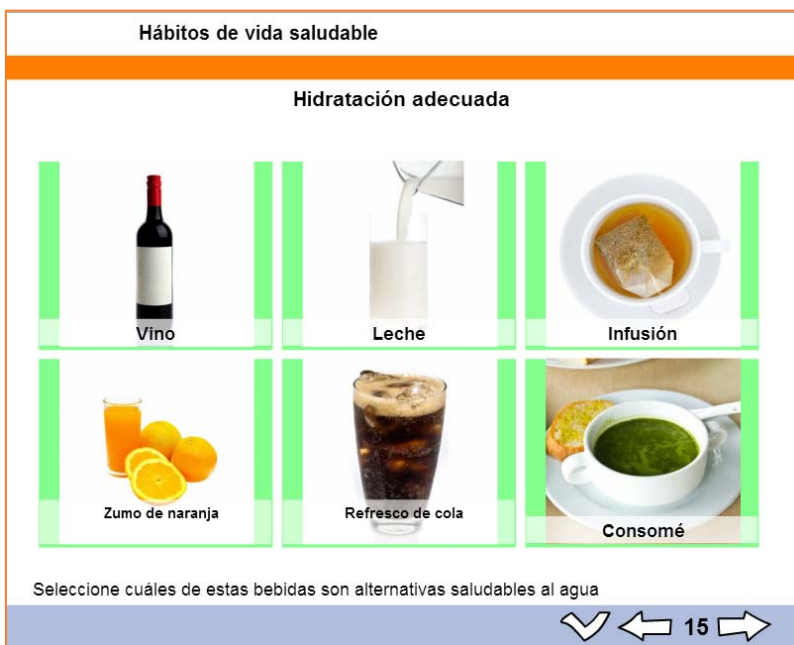 Hábitos de vida saludable
Hidratación adecuada
Vino
Leche
Infusión
Zumo de naranja
Refresco de cola
Consomé
Seleccione cuáles de estas bebidas son alternativas saludables al agua
15